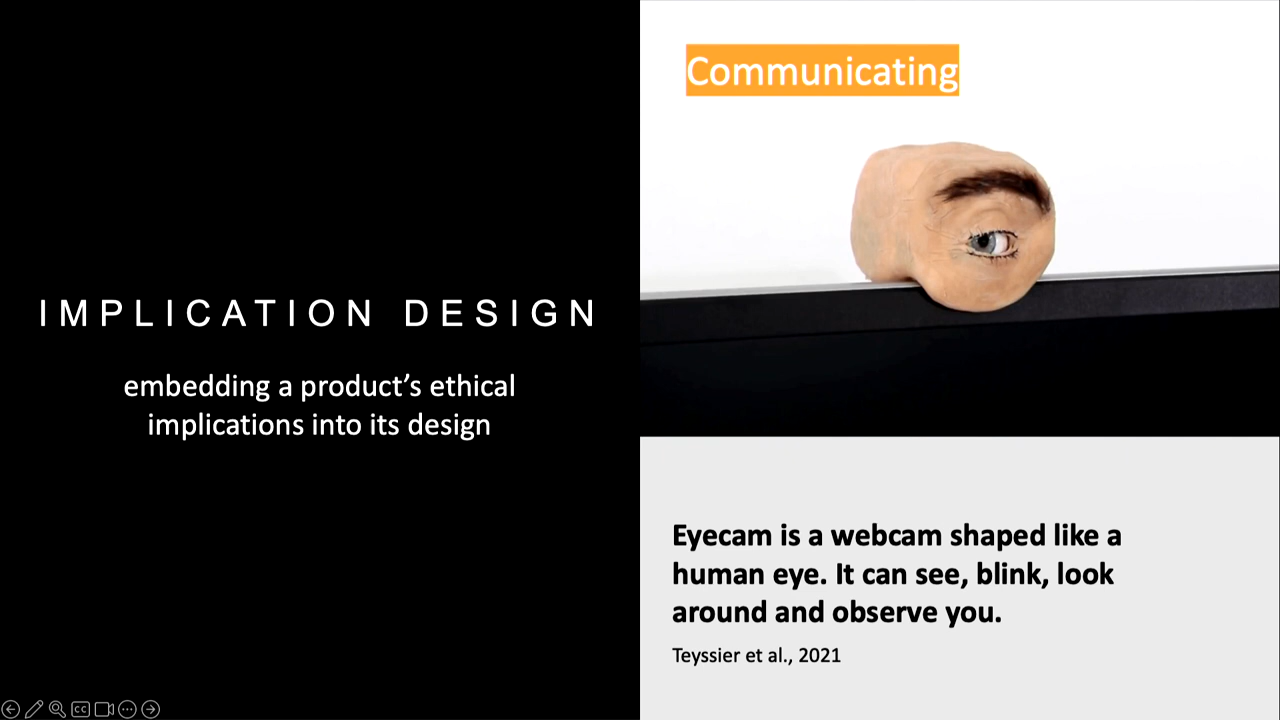 IMPLICATION DESIGN
embedding a product’s ethical
implications into its design
Communicating
Eyecam is a webcam shaped like a
human eye. It can see, blink, look
around and observe you.
Teyssier et al., 2021
CC